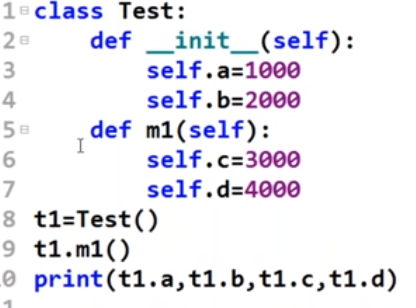 1 class Test:
2     def __init__(self):
3         self.a=1000
4         self.b=2000
5     def m1(self):
6         self.c=3000
7         self.d=4000
8 t1=Test()
9 t1.m1()
0 print(t1.a,t1.b,t1.c,t1.d)